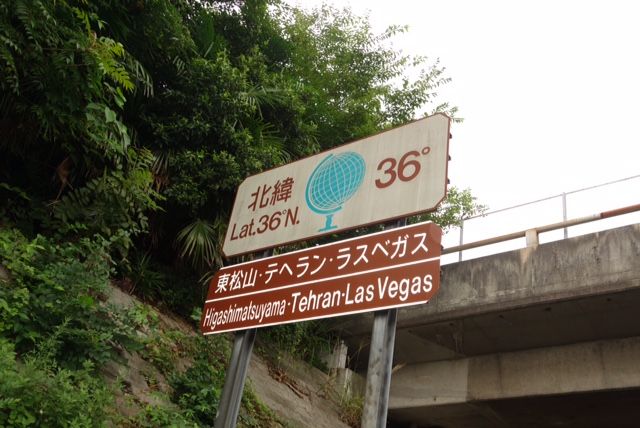 北緯
Lat.36°N.
36°
東松山・テヘラン・ラスベガス
Higashimatsuyama・Tehran・Las Vegas